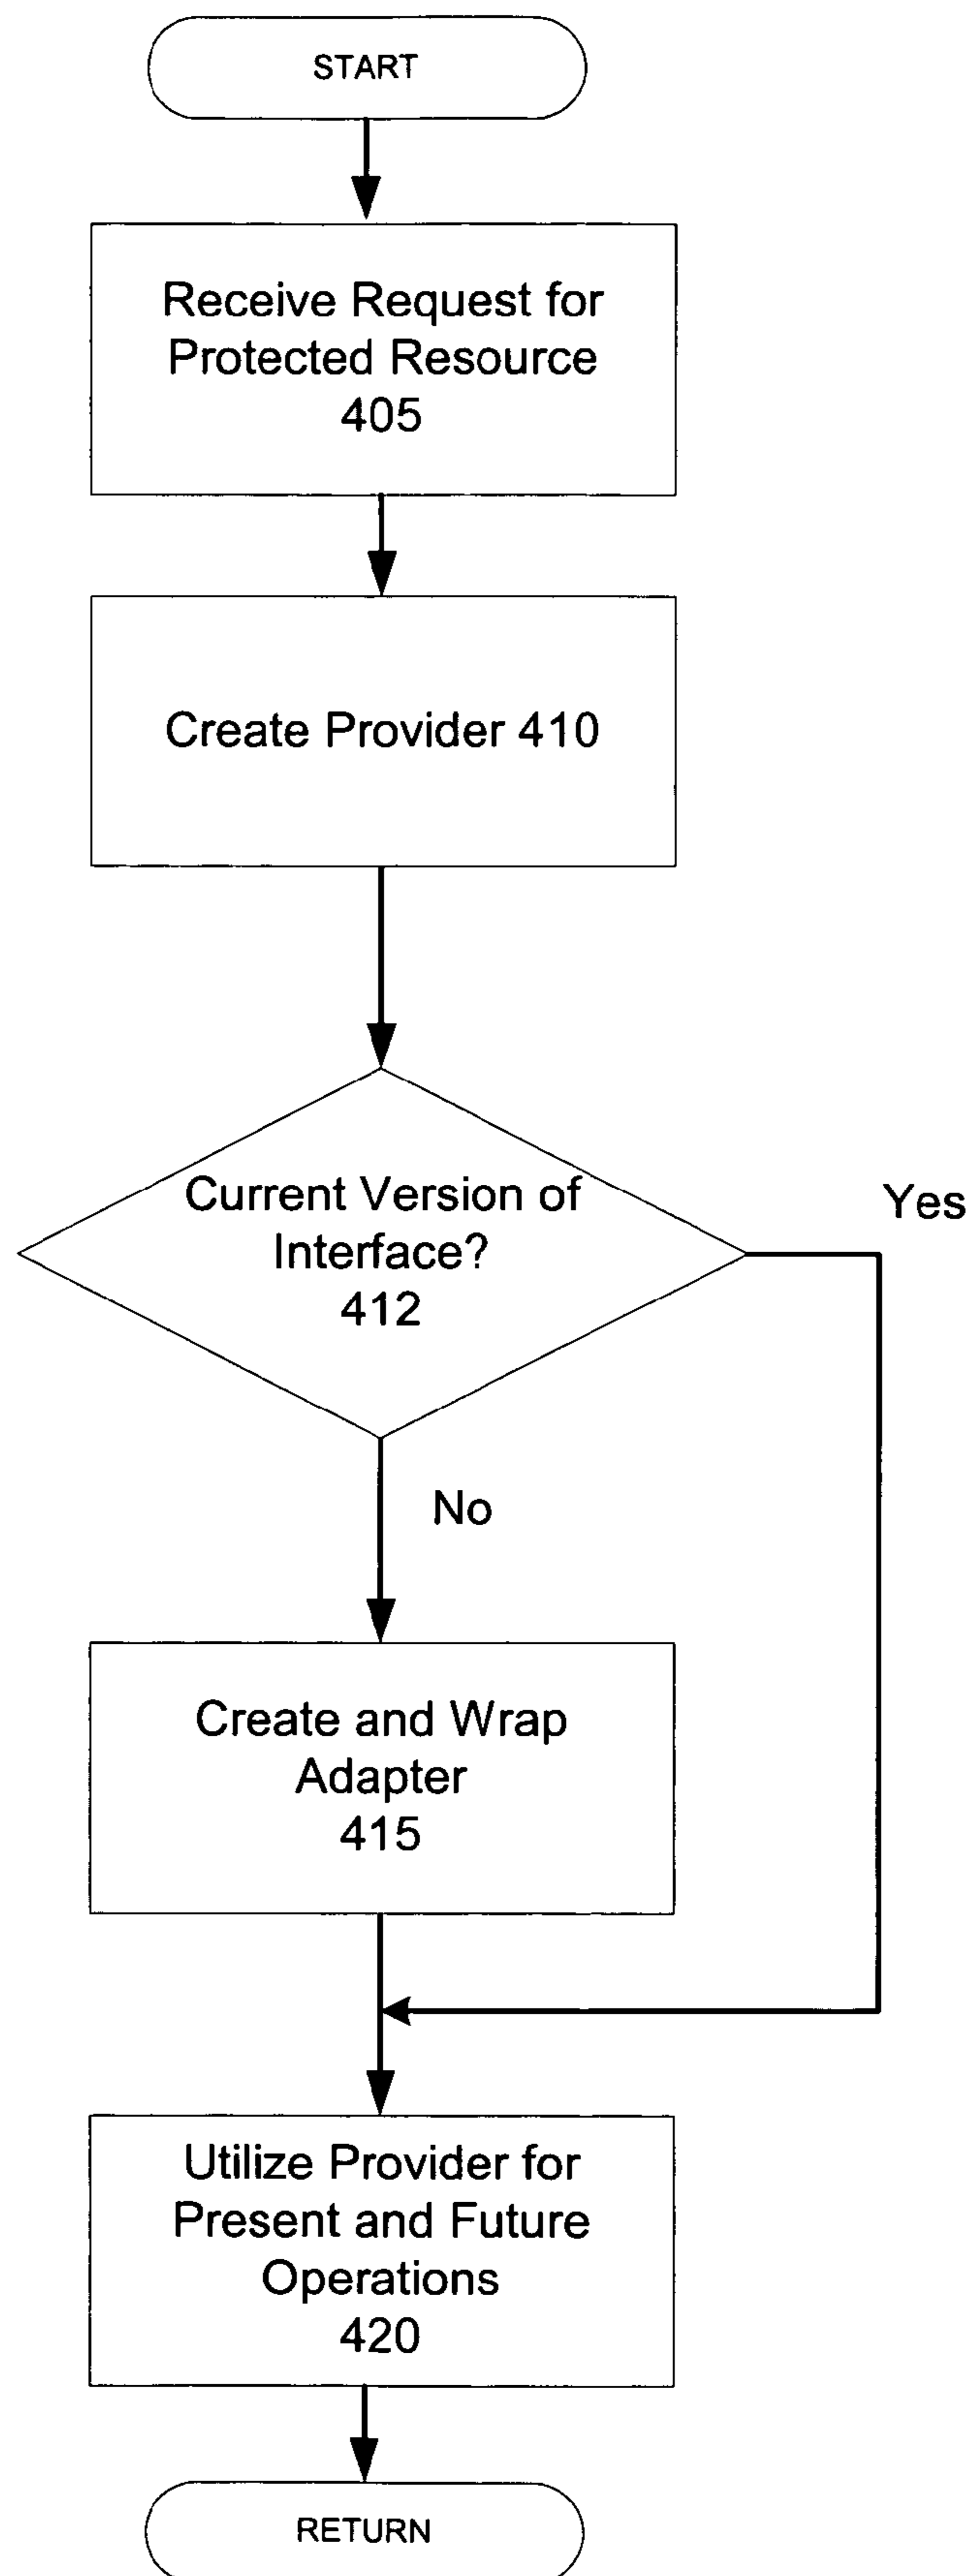 START
Receive Request for
Protected Resource
405
Create Provider 410
Current Version of
Interface?
412
Yes
No
Create and Wrap
Adapter
415
Utilize Provider for
Present and Future
Operations
420
RETURN